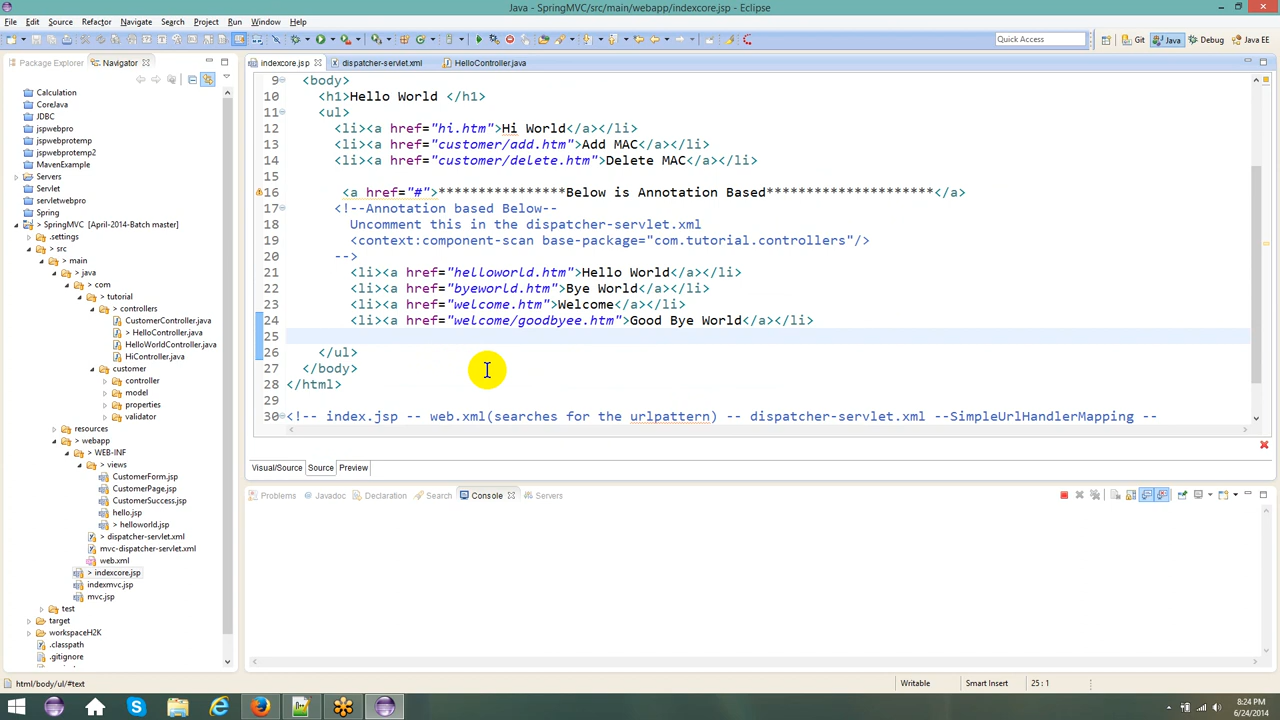 Java - SpringMVC/src/main/webapp/indexcore.jsp - Eclipse
File Edit Source Refactor Navigate Search Project Run Window Help
Quick Access Git Java Debug Java EE
Package Explorer Navigator
indexcore.jsp dispatcher-servlet.xml HelloController.java
Calculation
CoreJava
JDBC
jspwebpro
jspwebprotemp
jspwebprotemp2
MavenExample
Servers
Servlet
servletwebpro
Spring
> SpringMVC [April-2014-Batch master]
.settings
> src
> main
> java
> com
> tutorial
> controllers
CustomerController.java
> HelloController.java
HelloWorldController.java
HiController.java
> customer
controller
model
properties
validator
resources
> webapp
> WEB-INF
> views
CustomerForm.jsp
CustomerPage.jsp
CustomerSuccess.jsp
hello.jsp
> helloworld.jsp
> dispatcher-servlet.xml
mvc-dispatcher-servlet.xml
web.xml
> indexcore.jsp
indexmvc.jsp
mvc.jsp
test
target
workspaceH2K
.classpath
.gitignore
9 <body>
10 <h1>Hello World </h1>
11 <ul>
12 <li><a href="hi.htm">Hi World</a></li>
13 <li><a href="customer/add.htm">Add MAC</a></li>
14 <li><a href="customer/delete.htm">Delete MAC</a></li>
15
16 <a href="#">****************Below is Annotation Based*********************</a>
17 <!--Annotation based Below--
18 Uncomment this in the dispatcher-servlet.xml
19 <context:component-scan base-package="com.tutorial.controllers"/>
20 -->
21 <li><a href="helloworld.htm">Hello World</a></li>
22 <li><a href="byeworld.htm">Bye World</a></li>
23 <li><a href="welcome.htm">Welcome</a></li>
24 <li><a href="welcome/goodbyee.htm">Good Bye World</a></li>
25
26 </ul>
27 </body>
28 </html>
29
30 <!-- index.jsp -- web.xml(searches for the urlpattern) -- dispatcher-servlet.xml --SimpleUrlHandlerMapping --
Visual/Source Source Preview
Problems Javadoc Declaration Search Console Servers
html/body/ul/#text Writable Smart Insert 25 : 1
8:24 PM
6/24/2014